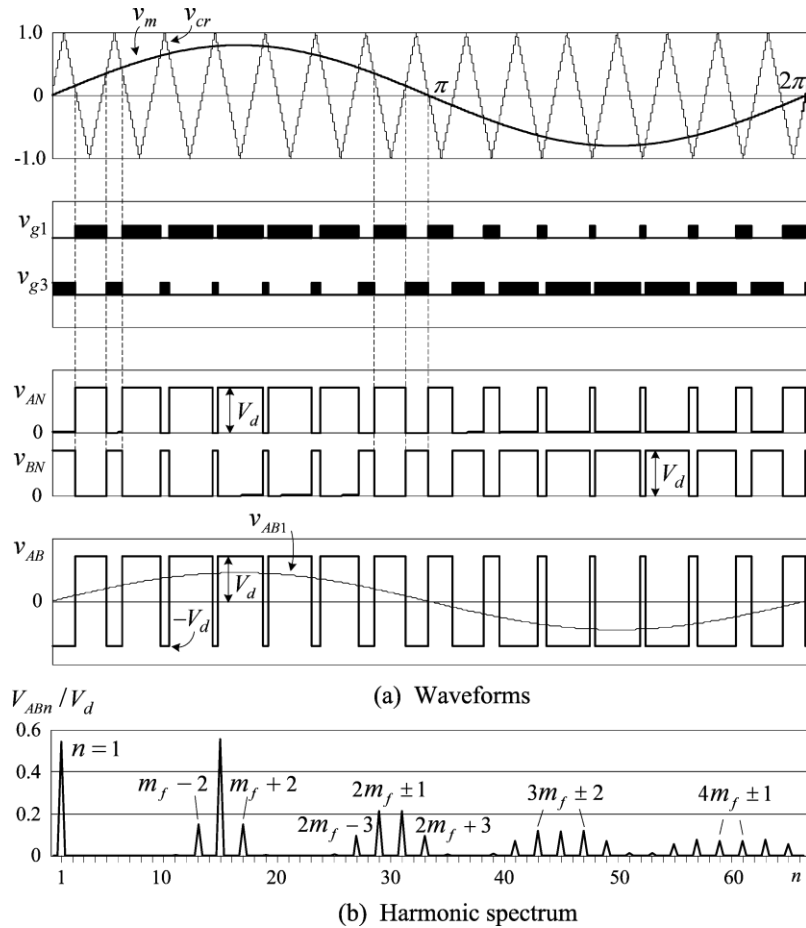 v_m v_cr
1.0
0
-1.0
π
2π
v_g1
v_g3
v_AN
0
V_d
v_BN
0
V_d
v_AB1
v_AB
0
V_d
−V_d
(a) Waveforms
V_ABn / V_d
0.6
0.4
0.2
0
n = 1
m_f − 2
m_f + 2
2m_f ± 1
2m_f − 3
2m_f + 3
3m_f ± 2
4m_f ± 1
1 10 20 30 40 50 60 n
(b) Harmonic spectrum